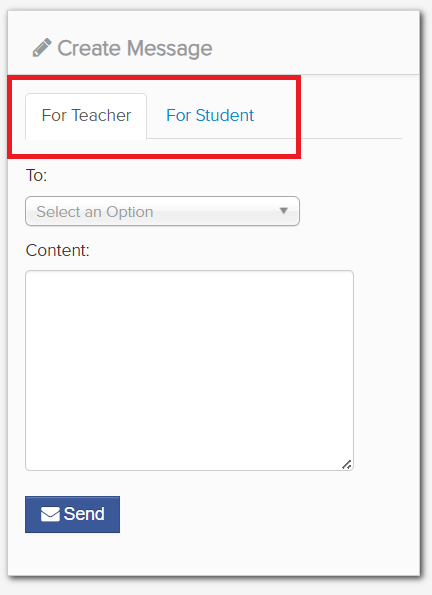 Create Message
For Teacher For Student
To:
Select an Option
Content:
Send